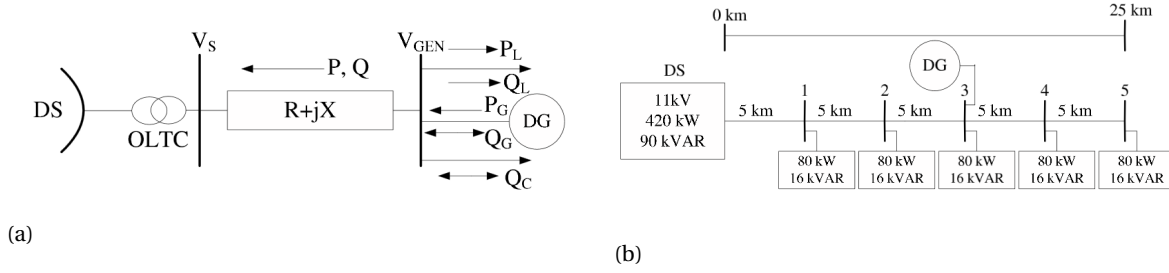 V_S
V_GEN
P_L
P, Q
Q_L
P_G
DS
R+jX
DG
OLTC
Q_G
Q_C
(a)
0 km
25 km
DG
DS
11kV
420 kW
90 kVAR
1
2
3
4
5
5 km
5 km
5 km
5 km
5 km
80 kW
16 kVAR
80 kW
16 kVAR
80 kW
16 kVAR
80 kW
16 kVAR
80 kW
16 kVAR
(b)